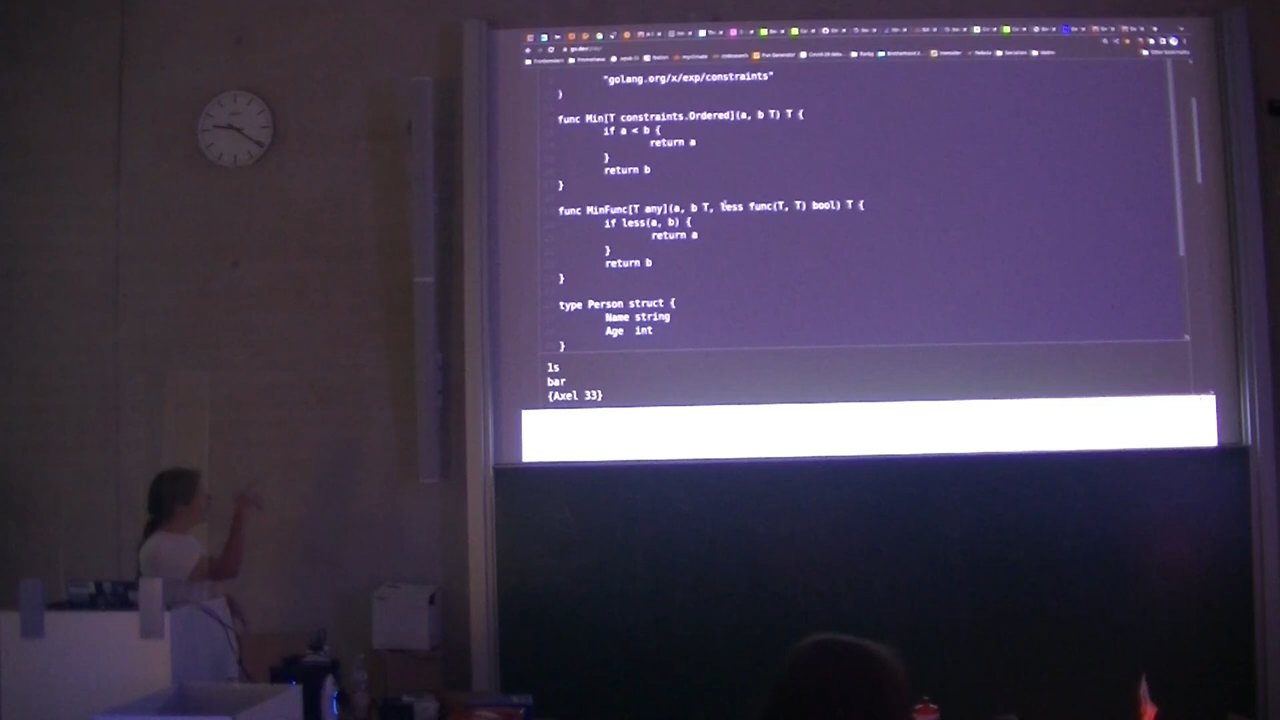 "golang.org/x/exp/constraints"
)
func Min[T constraints.Ordered](a, b T) T {
if a < b {
return a
}
return b
}
func MinFunc[T any](a, b T, less func(T, T) bool) T {
if less(a, b) {
return a
}
return b
}
type Person struct {
Name string
Age int
}
1s
bar
{Axel 33}